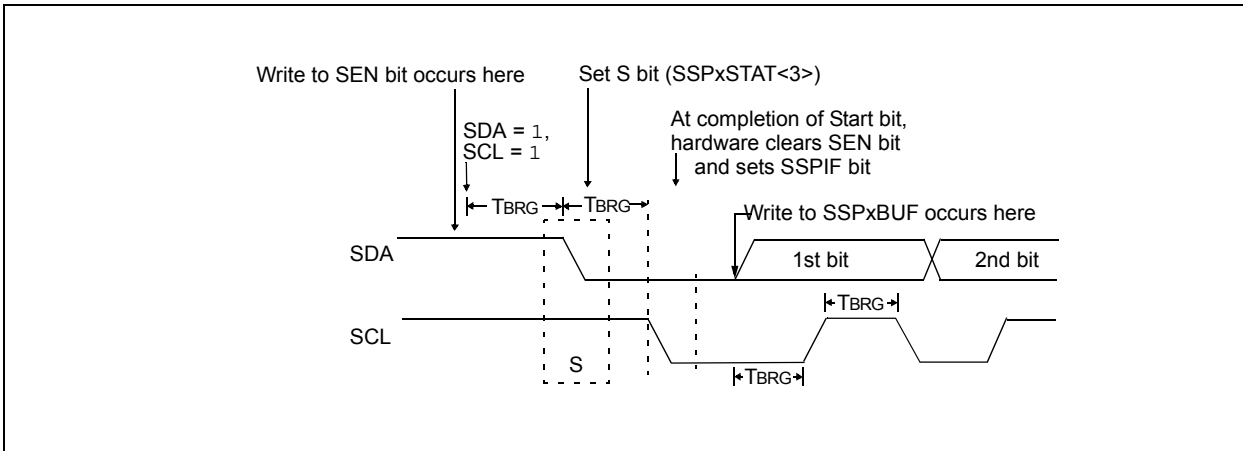 Write to SEN bit occurs here
Set S bit (SSPxSTAT<3>)
SDA = 1,
SCL = 1
At completion of Start bit,
hardware clears SEN bit
and sets SSPIF bit
TBRG
TBRG
Write to SSPxBUF occurs here
SDA
1st bit
2nd bit
TBRG
SCL
S
TBRG